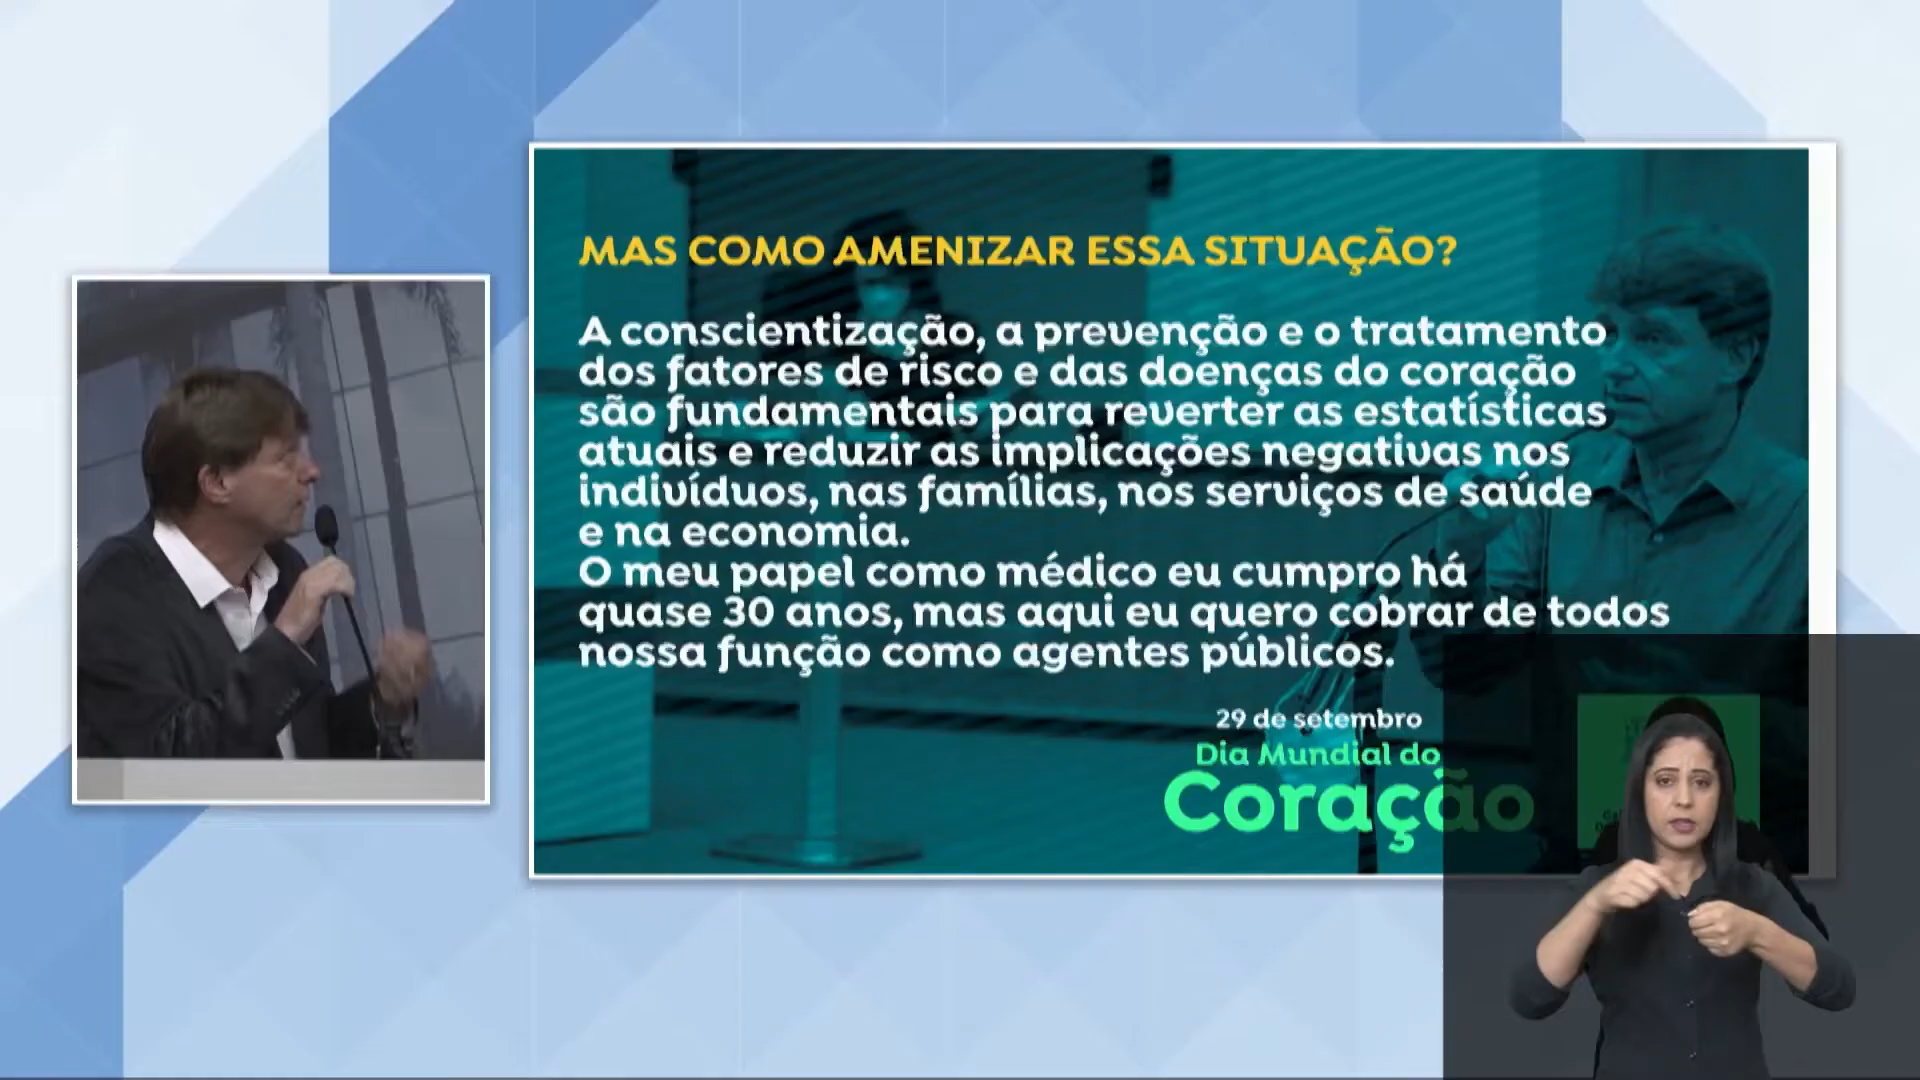 MAS COMO AMENIZAR ESSA SITUAÇÃO?
A conscientização, a prevenção e o tratamento
dos fatores de risco e das doenças do coração
são fundamentais para reverter as estatísticas
atuais e reduzir as implicações negativas nos
indivíduos, nas famílias, nos serviços de saúde
e na economia.
O meu papel como médico eu cumpro há
quase 30 anos, mas aqui eu quero cobrar de todos
nossa função como agentes públicos.
29 de setembro
Dia Mundial do
Coração